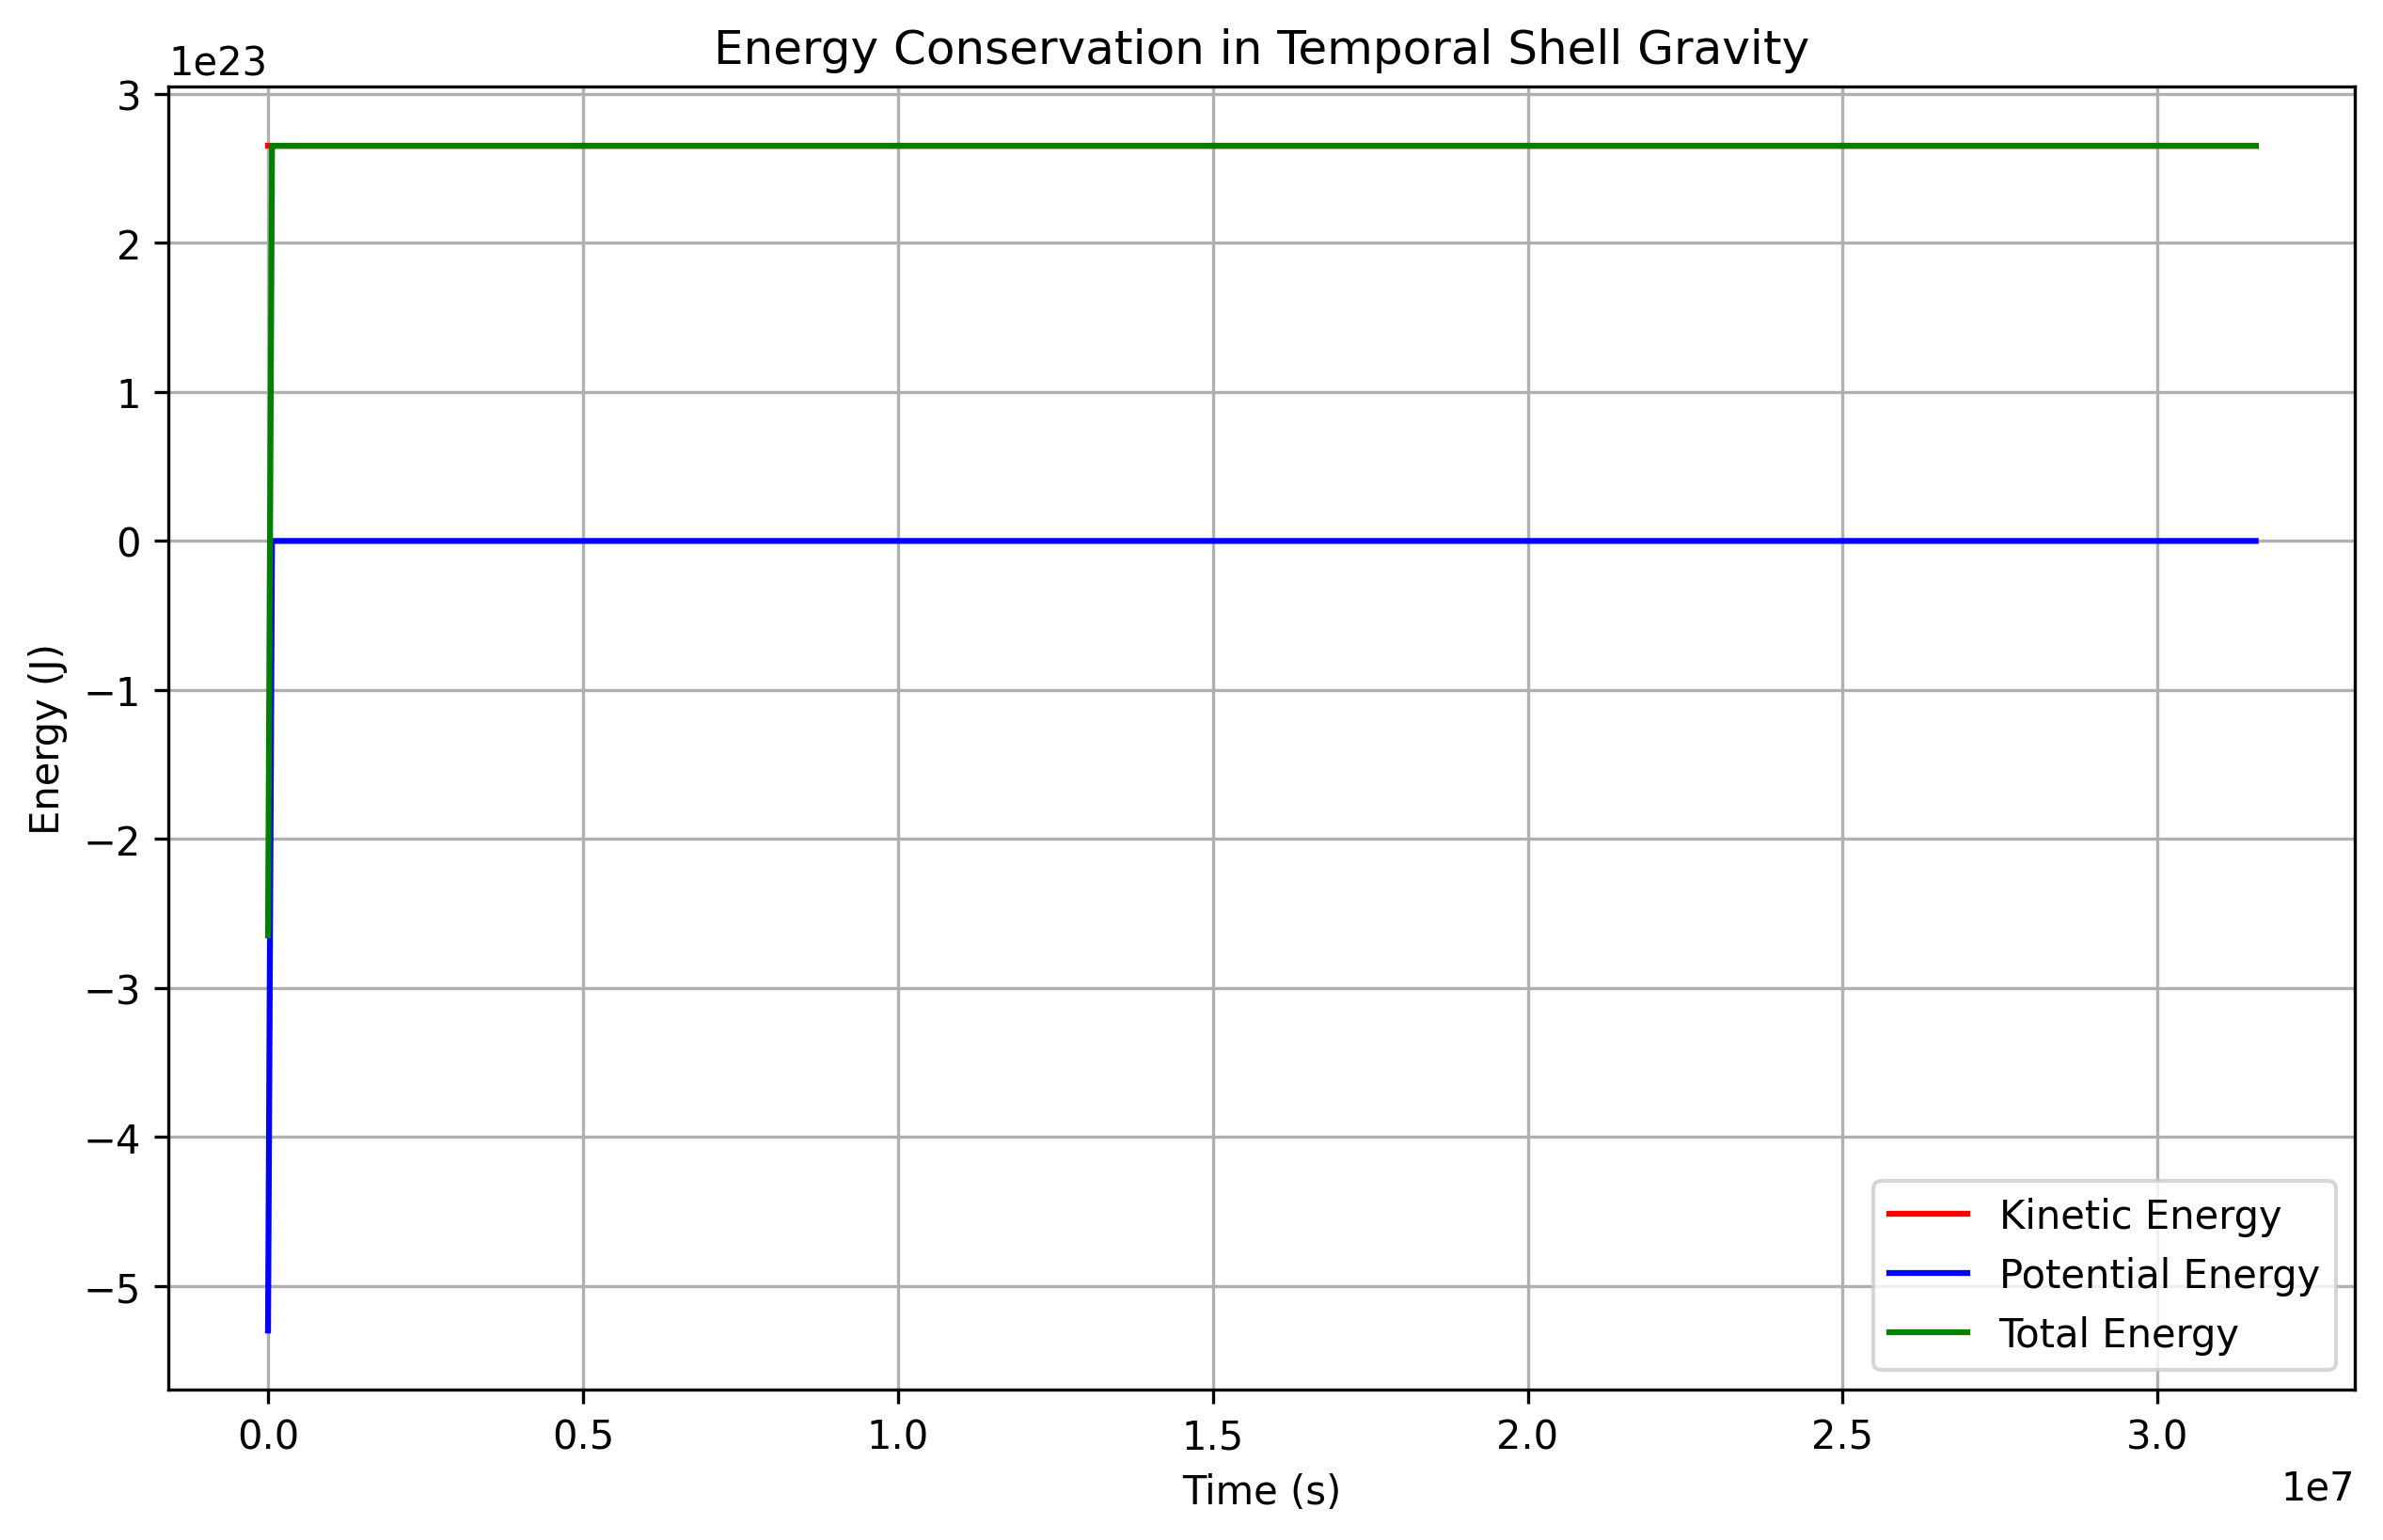 Energy Conservation in Temporal Shell Gravity
1e23
3
2
1
0
−1
−2
−3
−4
−5
Energy (J)
Kinetic Energy
Potential Energy
Total Energy
0.0 0.5 1.0 1.5 2.0 2.5 3.0
Time (s)
1e7